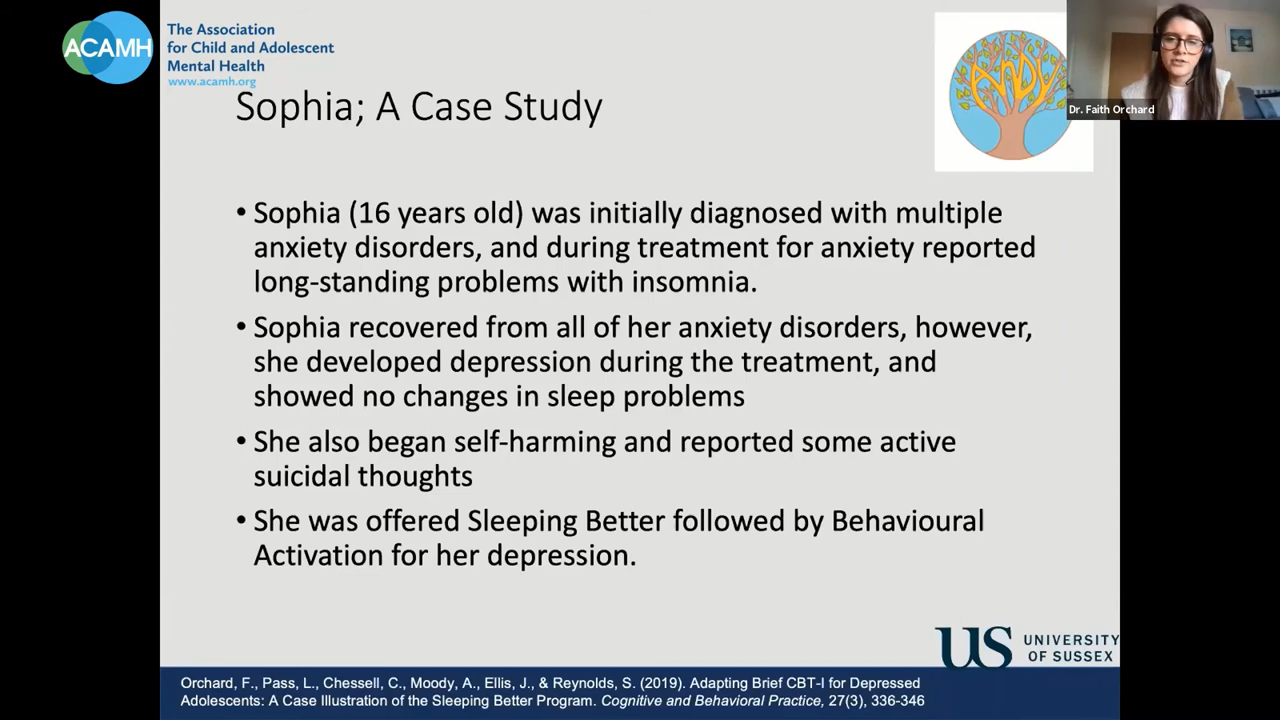 ACAMH
The Association
for Child and Adolescent
Mental Health
www.acamh.org
Sophia; A Case Study
AnDY
Dr. Faith Orchard
• Sophia (16 years old) was initially diagnosed with multiple
anxiety disorders, and during treatment for anxiety reported
long-standing problems with insomnia.
• Sophia recovered from all of her anxiety disorders, however,
she developed depression during the treatment, and
showed no changes in sleep problems
• She also began self-harming and reported some active
suicidal thoughts
• She was offered Sleeping Better followed by Behavioural
Activation for her depression.
US UNIVERSITY
OF SUSSEX
Orchard, F., Pass, L., Chessell, C., Moody, A., Ellis, J., & Reynolds, S. (2019). Adapting Brief CBT-I for Depressed
Adolescents: A Case Illustration of the Sleeping Better Program. Cognitive and Behavioral Practice, 27(3), 336-346